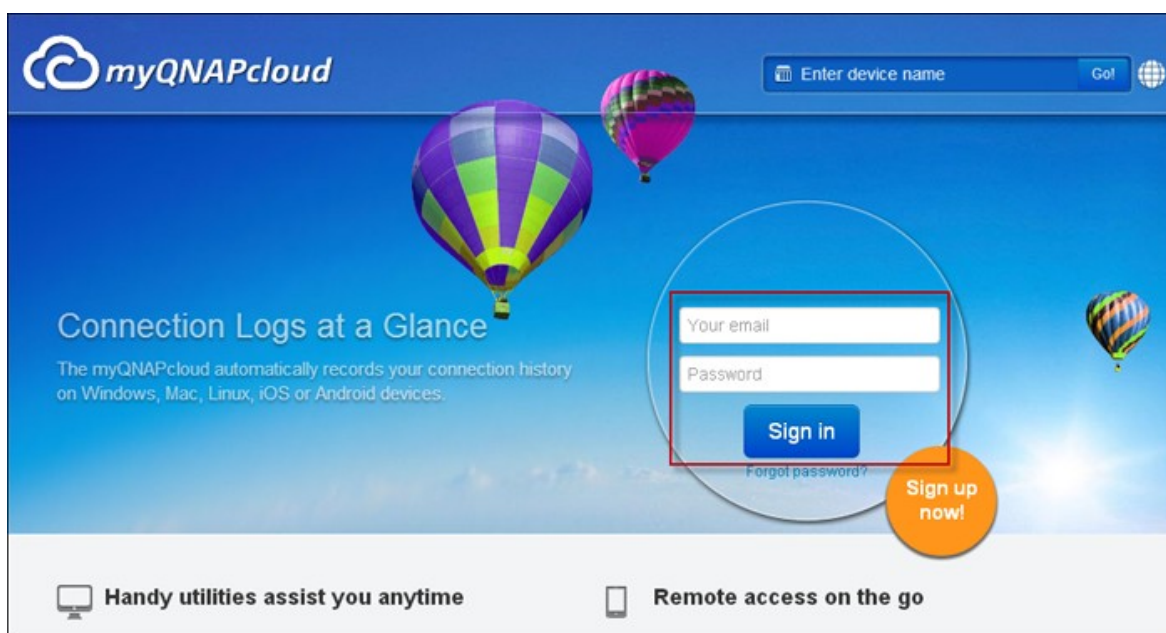 myQNAPcloud
Enter device name
Go!
Connection Logs at a Glance
The myQNAPcloud automatically records your connection history
on Windows, Mac, Linux, iOS or Android devices.
Your email
Password
Sign in
Forgot password?
Sign up
now!
Handy utilities assist you anytime
Remote access on the go